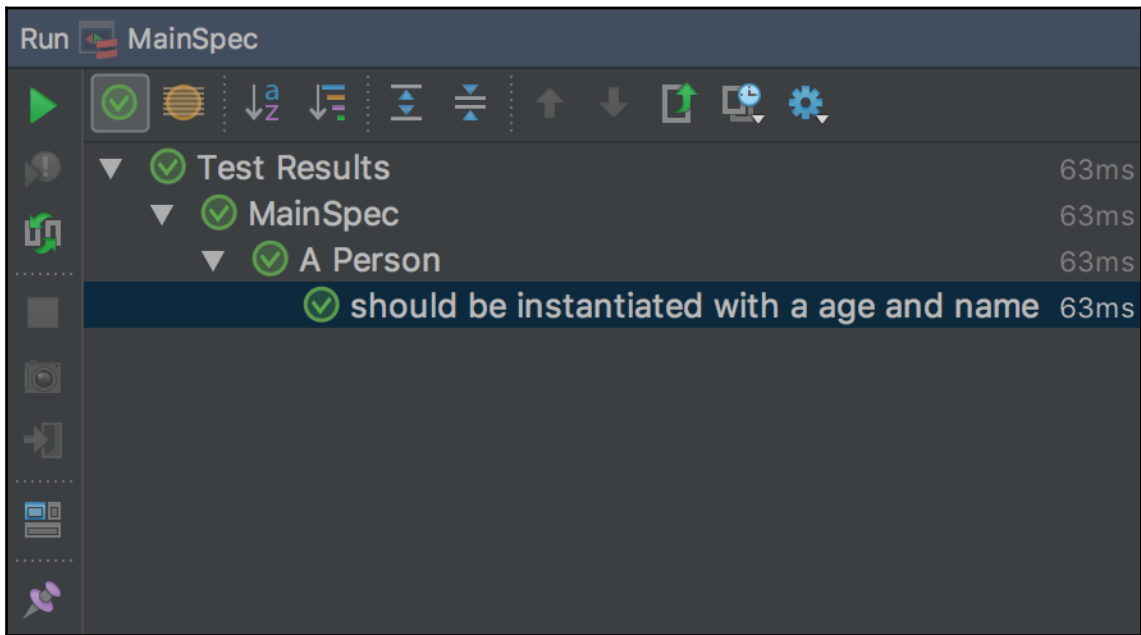 Run MainSpec
Test Results 63ms
MainSpec 63ms
A Person 63ms
should be instantiated with a age and name 63ms